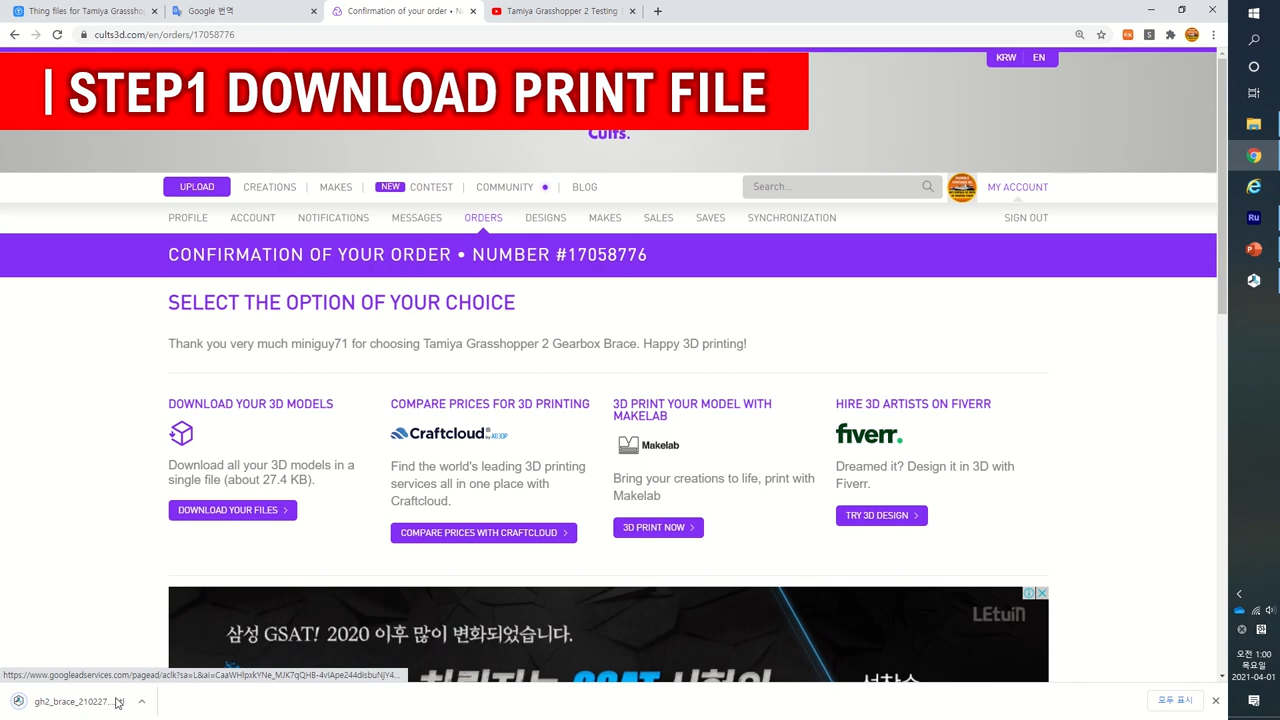 Thing files for Tamiya Grassho
Google 번역
Confirmation of your order • N
Tamiya Grasshopper 2 Testing
cults3d.com/en/orders/17058776
KRW
EN
STEP1 DOWNLOAD PRINT FILE
Cults.
UPLOAD
CREATIONS
MAKES
NEW
CONTEST
COMMUNITY
BLOG
Search...
MY ACCOUNT
PROFILE
ACCOUNT
NOTIFICATIONS
MESSAGES
ORDERS
DESIGNS
MAKES
SALES
SAVES
SYNCHRONIZATION
SIGN OUT
CONFIRMATION OF YOUR ORDER • NUMBER #17058776
SELECT THE OPTION OF YOUR CHOICE
Thank you very much miniguy71 for choosing Tamiya Grasshopper 2 Gearbox Brace. Happy 3D printing!
DOWNLOAD YOUR 3D MODELS
Download all your 3D models in a
single file (about 27.4 KB).
DOWNLOAD YOUR FILES
COMPARE PRICES FOR 3D PRINTING
Craftcloud by All3DP
Find the world's leading 3D printing
services all in one place with
Craftcloud.
COMPARE PRICES WITH CRAFTCLOUD
3D PRINT YOUR MODEL WITH
MAKELAB
Makelab
Bring your creations to life, print with
Makelab
3D PRINT NOW
HIRE 3D ARTISTS ON FIVERR
fiverr.
Dreamed it? Design it in 3D with
Fiverr.
TRY 3D DESIGN
LEtuin
삼성 GSAT! 2020 이후 많이 변화되었습니다.
gh2_brace_210227...
모두 표시
Ru
오전 1:00
목요일
2021-04-01